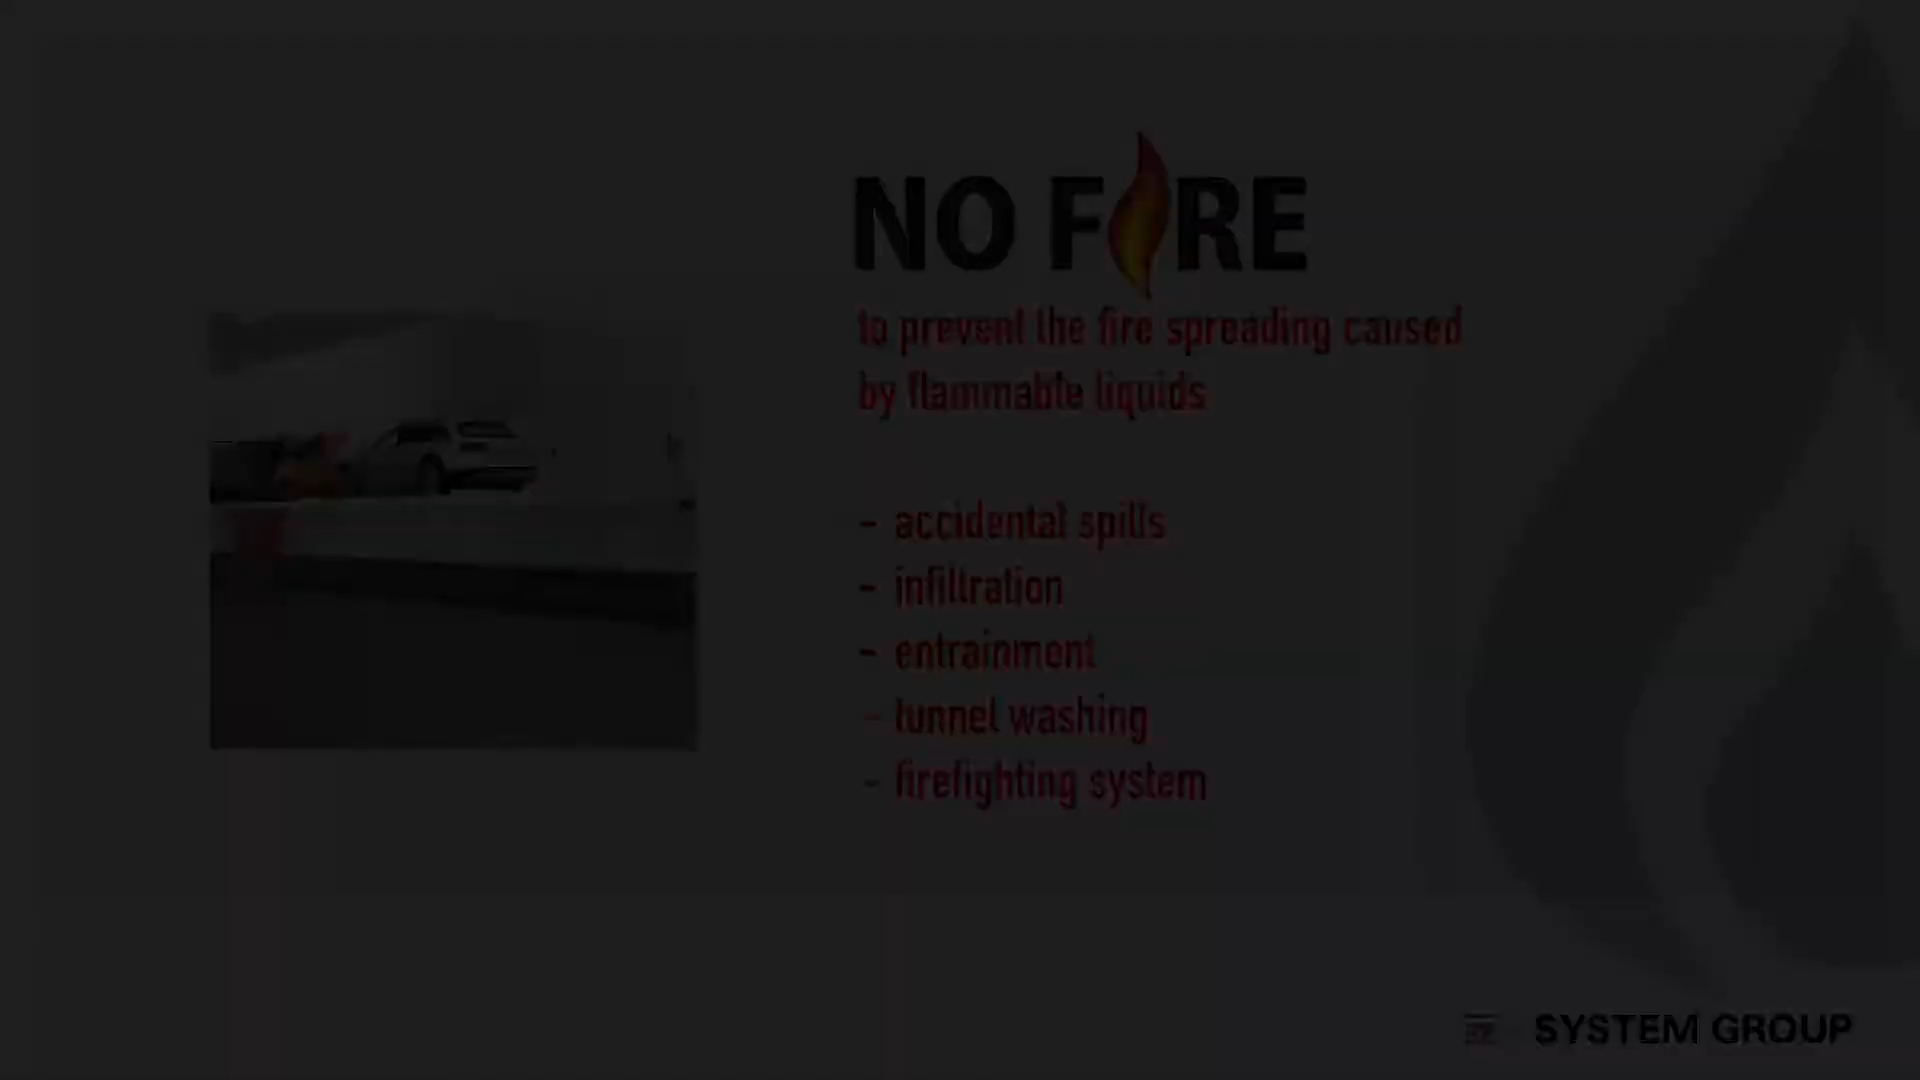 NO FIRE
to prevent the fire spreading caused
by flammable liquids
- accidental spills
- infiltration
- entrainment
- tunnel washing
- firefighting system
SYSTEM GROUP